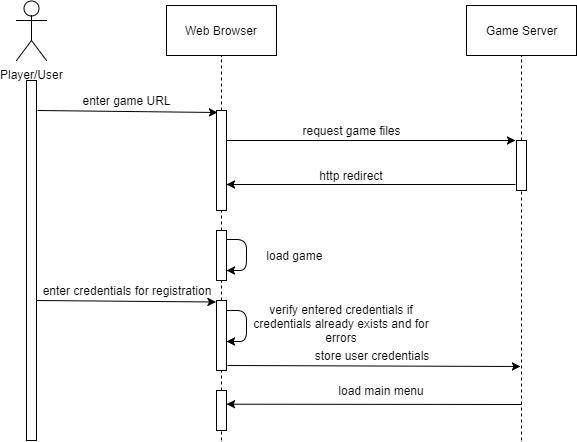 Web Browser
Game Server
Player/User
enter game URL
request game files
http redirect
load game
enter credentials for registration
verify entered credentials if
credentials already exists and for
errors
store user credentials
load main menu